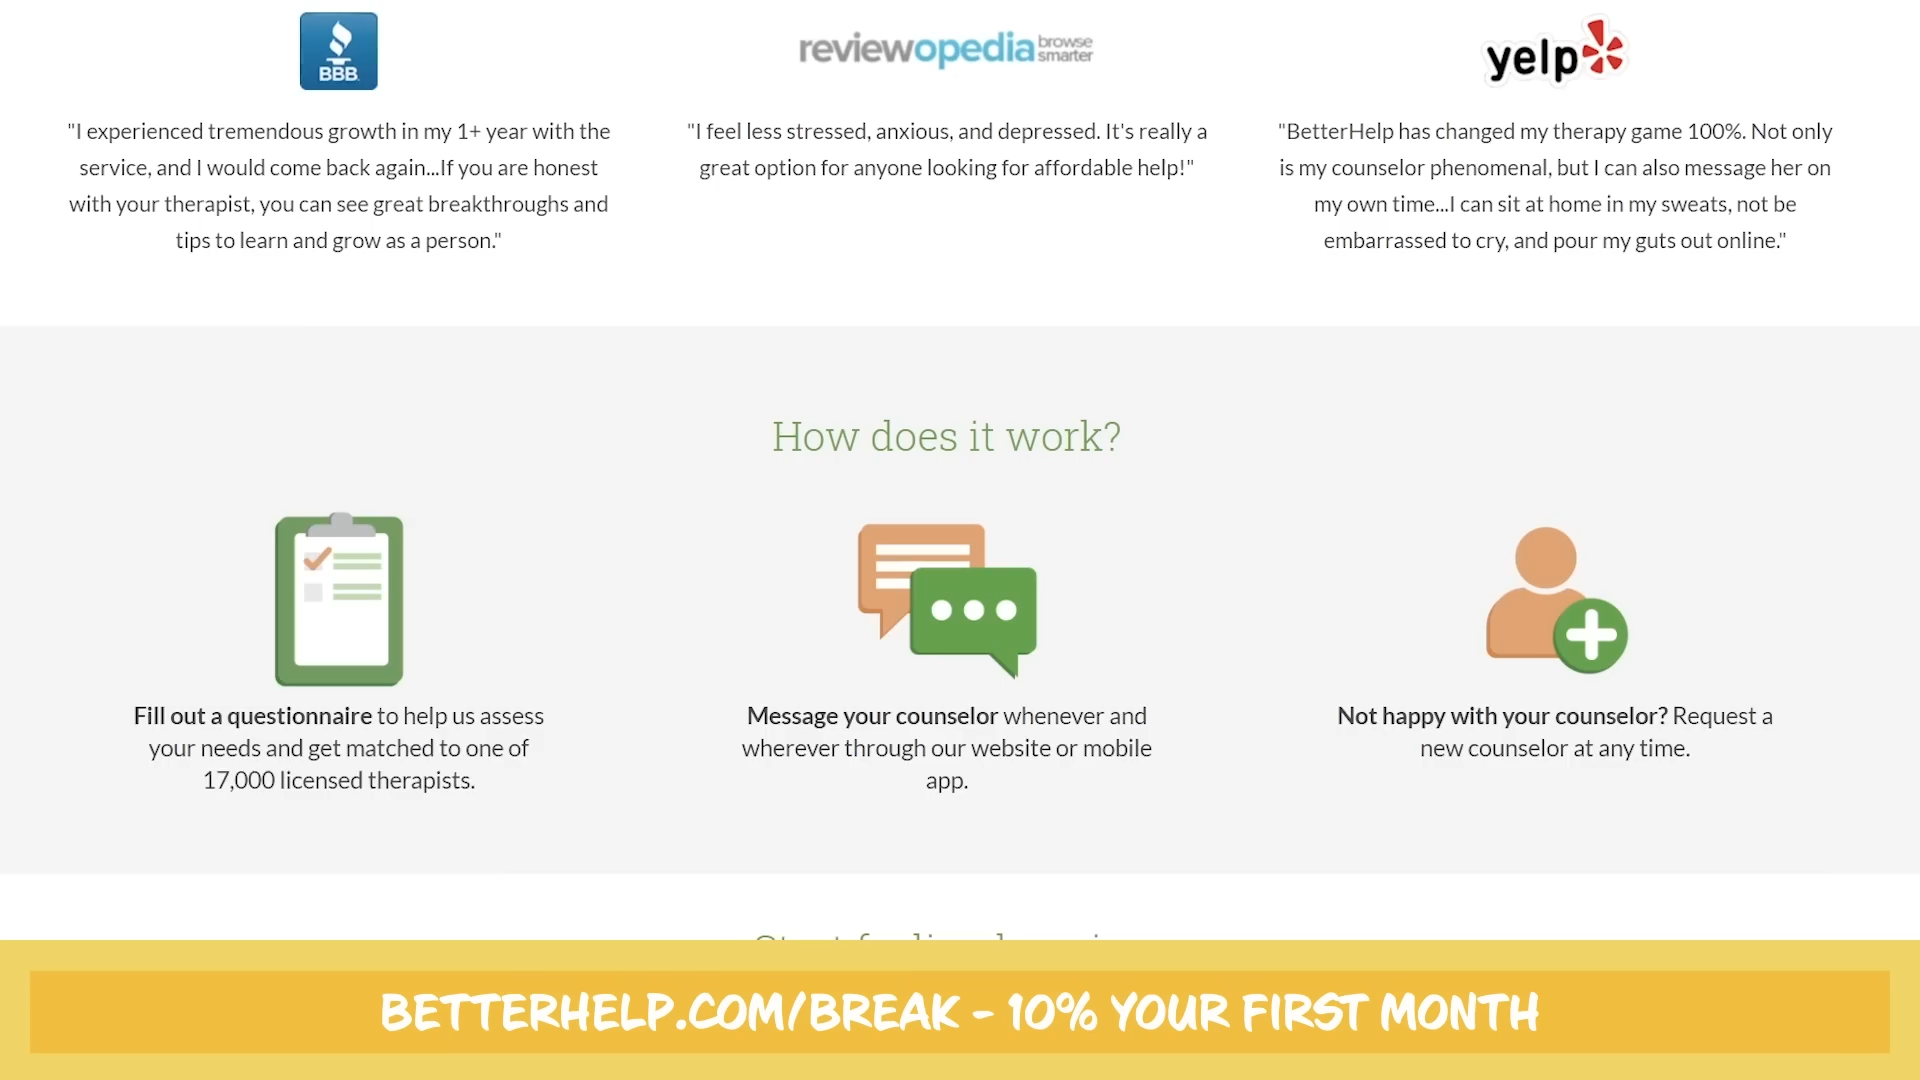 BBB.
reviewopedia browse smarter
yelp
"I experienced tremendous growth in my 1+ year with the
service, and I would come back again...If you are honest
with your therapist, you can see great breakthroughs and
tips to learn and grow as a person."
"I feel less stressed, anxious, and depressed. It's really a
great option for anyone looking for affordable help!"
"BetterHelp has changed my therapy game 100%. Not only
is my counselor phenomenal, but I can also message her on
my own time...I can sit at home in my sweats, not be
embarrassed to cry, and pour my guts out online."
How does it work?
Fill out a questionnaire to help us assess
your needs and get matched to one of
17,000 licensed therapists.
Message your counselor whenever and
wherever through our website or mobile
app.
Not happy with your counselor? Request a
new counselor at any time.
BETTERHELP.COM/BREAK - 10% YOUR FIRST MONTH